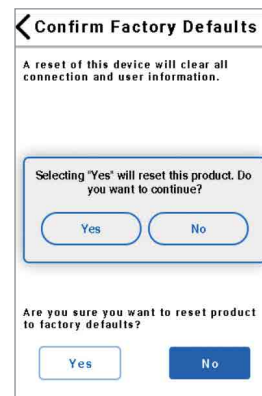 Confirm Factory Defaults
A reset of this device will clear all
connection and user information.
Selecting "Yes" will reset this product. Do
you want to continue?
Yes No
Are you sure you want to reset product
to factory defaults?
Yes No